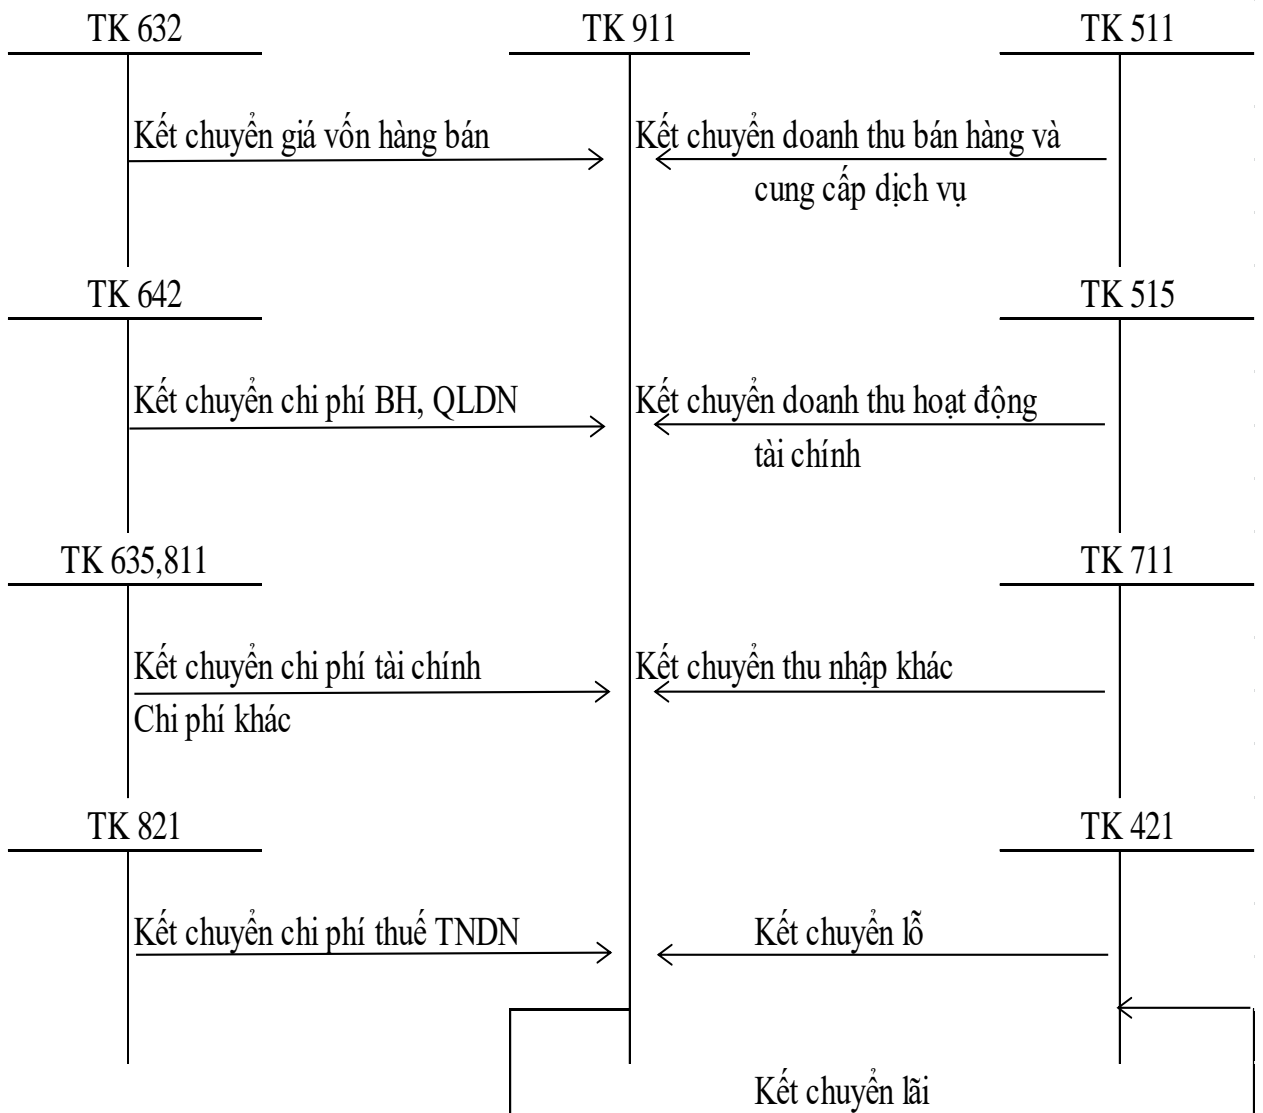 TK 632
TK 911
TK 511
Kết chuyển giá vốn hàng bán
Kết chuyển doanh thu bán hàng và
cung cấp dịch vụ
TK 642
TK 515
Kết chuyển chi phí BH, QLDN
Kết chuyển doanh thu hoạt động
tài chính
TK 635,811
TK 711
Kết chuyển chi phí tài chính
Chi phí khác
Kết chuyển thu nhập khác
TK 821
TK 421
Kết chuyển chi phí thuế TNDN
Kết chuyển lỗ
Kết chuyển lãi